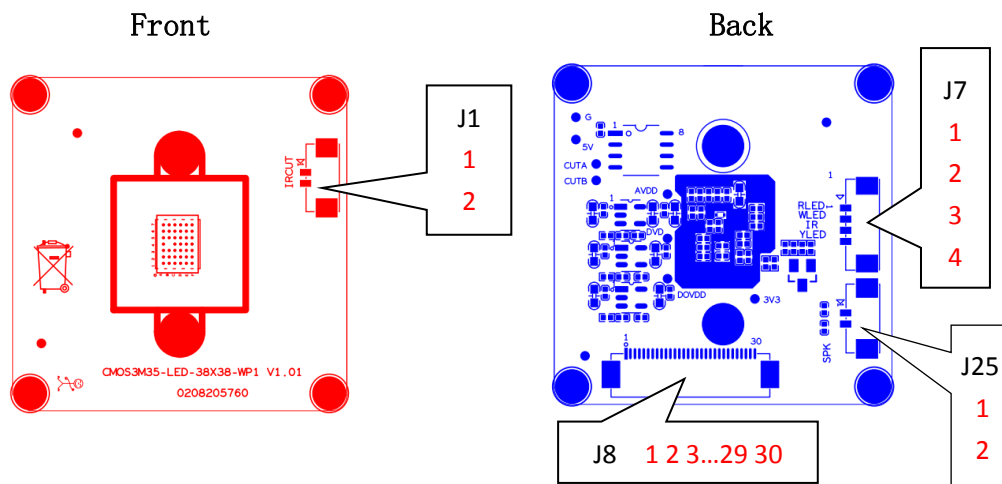 Front
Back
J1
1
2
IRCUT
CMOS3M35-LED-38X38-WP1 V1.01
0208205760
J7
1
2
3
4
G
5V
CUTA
CUTB
1
8
AVDD
1
DVD
DOVDD
3V3
1
RLED
WLED
IR
YLED
1
SPK
1
30
J25
1
2
J8 1 2 3...29 30